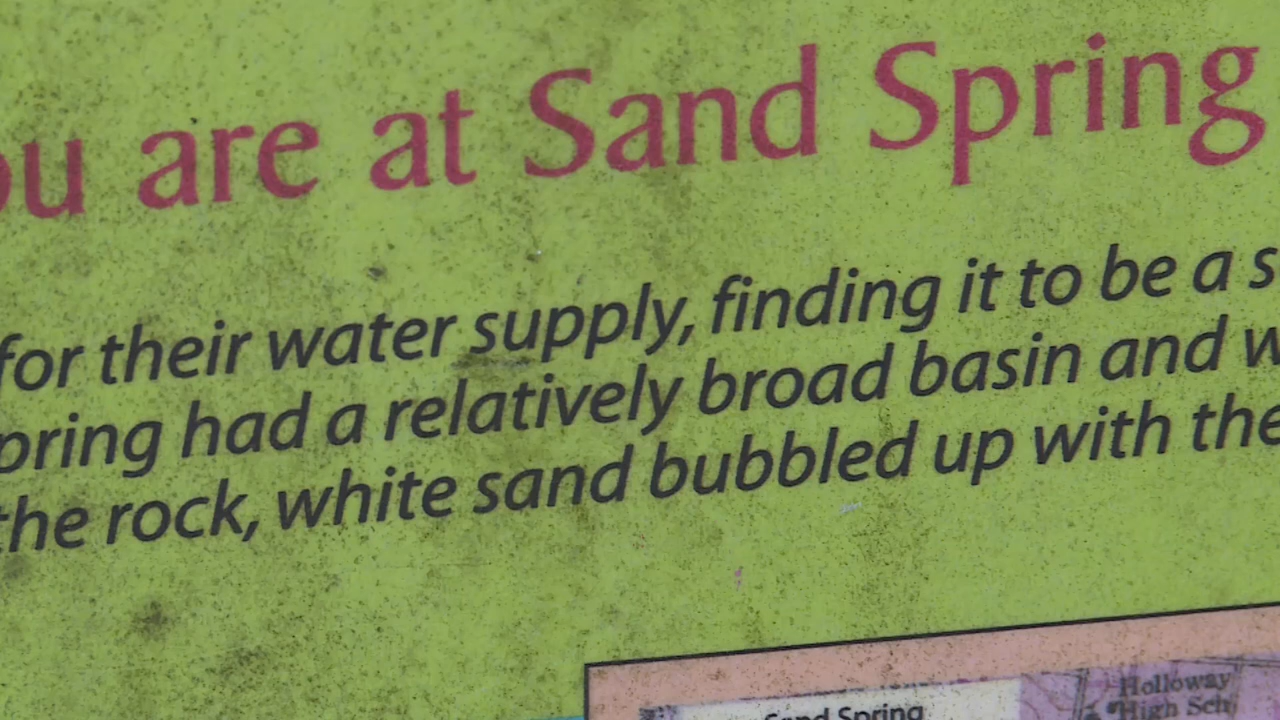 ou are at Sand Spring
for their water supply, finding it to be a s
pring had a relatively broad basin and w
the rock, white sand bubbled up with the
Sand Spring
Holloway
High Sch